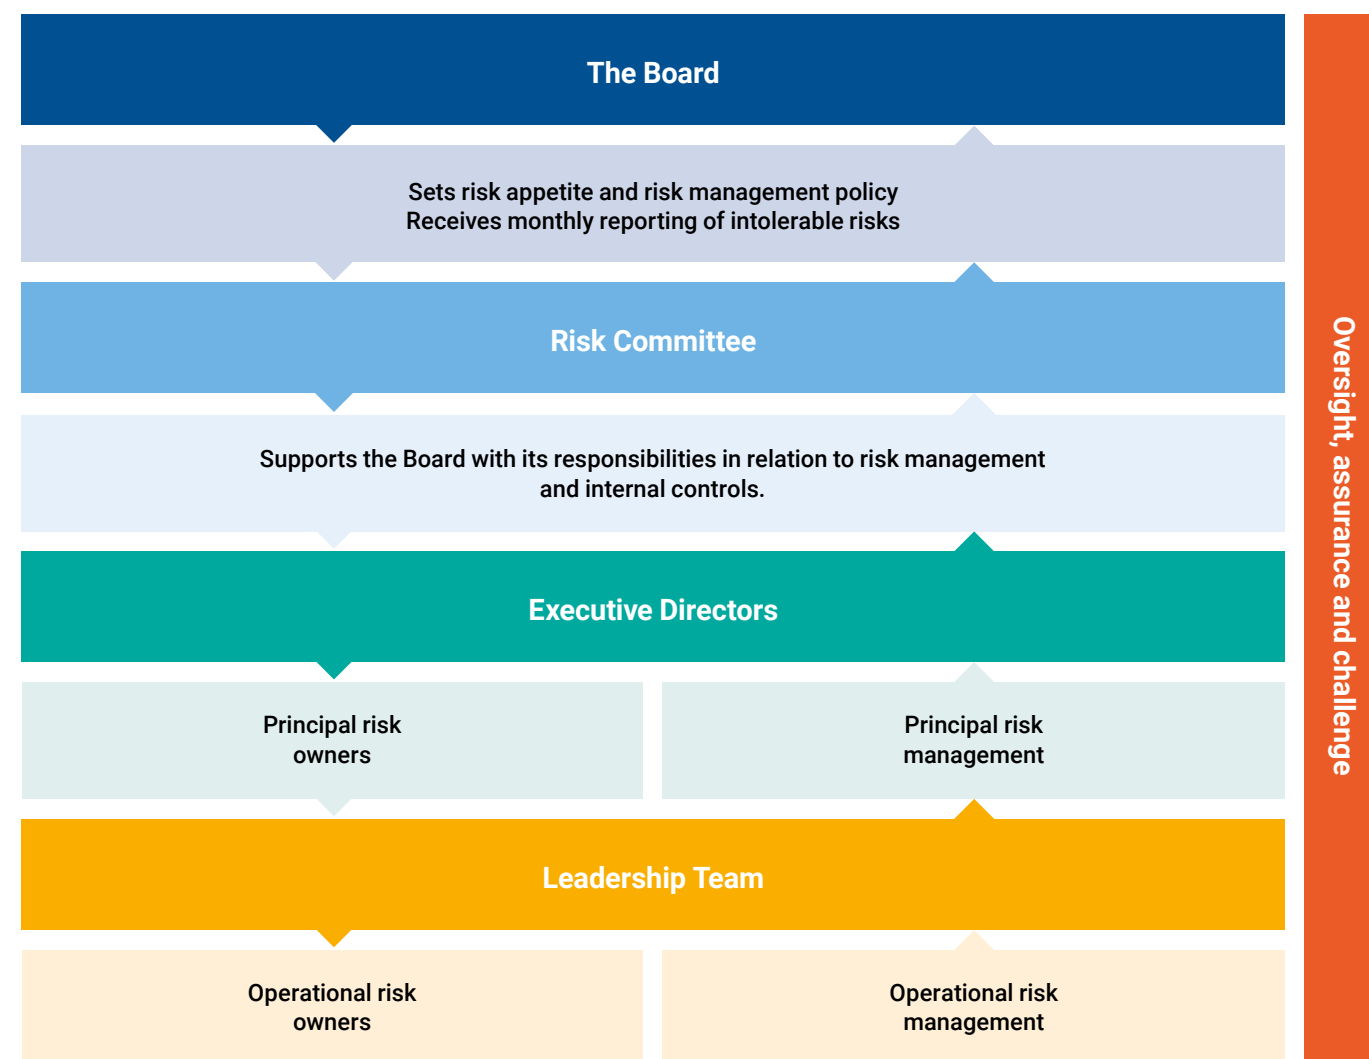 The Board
Sets risk appetite and risk management policy
Receives monthly reporting of intolerable risks
Risk Committee
Supports the Board with its responsibilities in relation to risk management
and internal controls.
Executive Directors
Principal risk
owners
Principal risk
management
Leadership Team
Operational risk
owners
Operational risk
management
Oversight, assurance and challenge